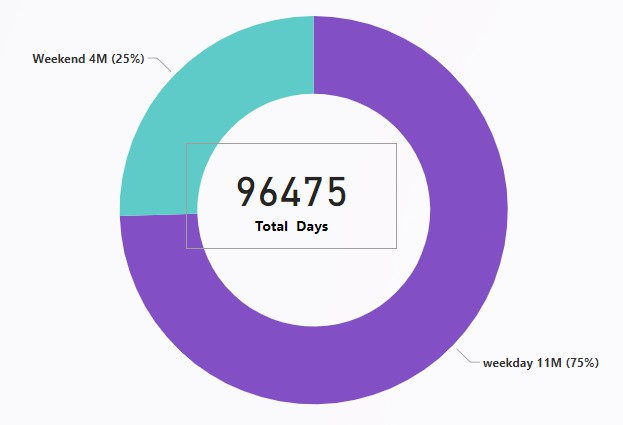 Weekend 4M (25%)
96475
Total Days
weekday 11M (75%)